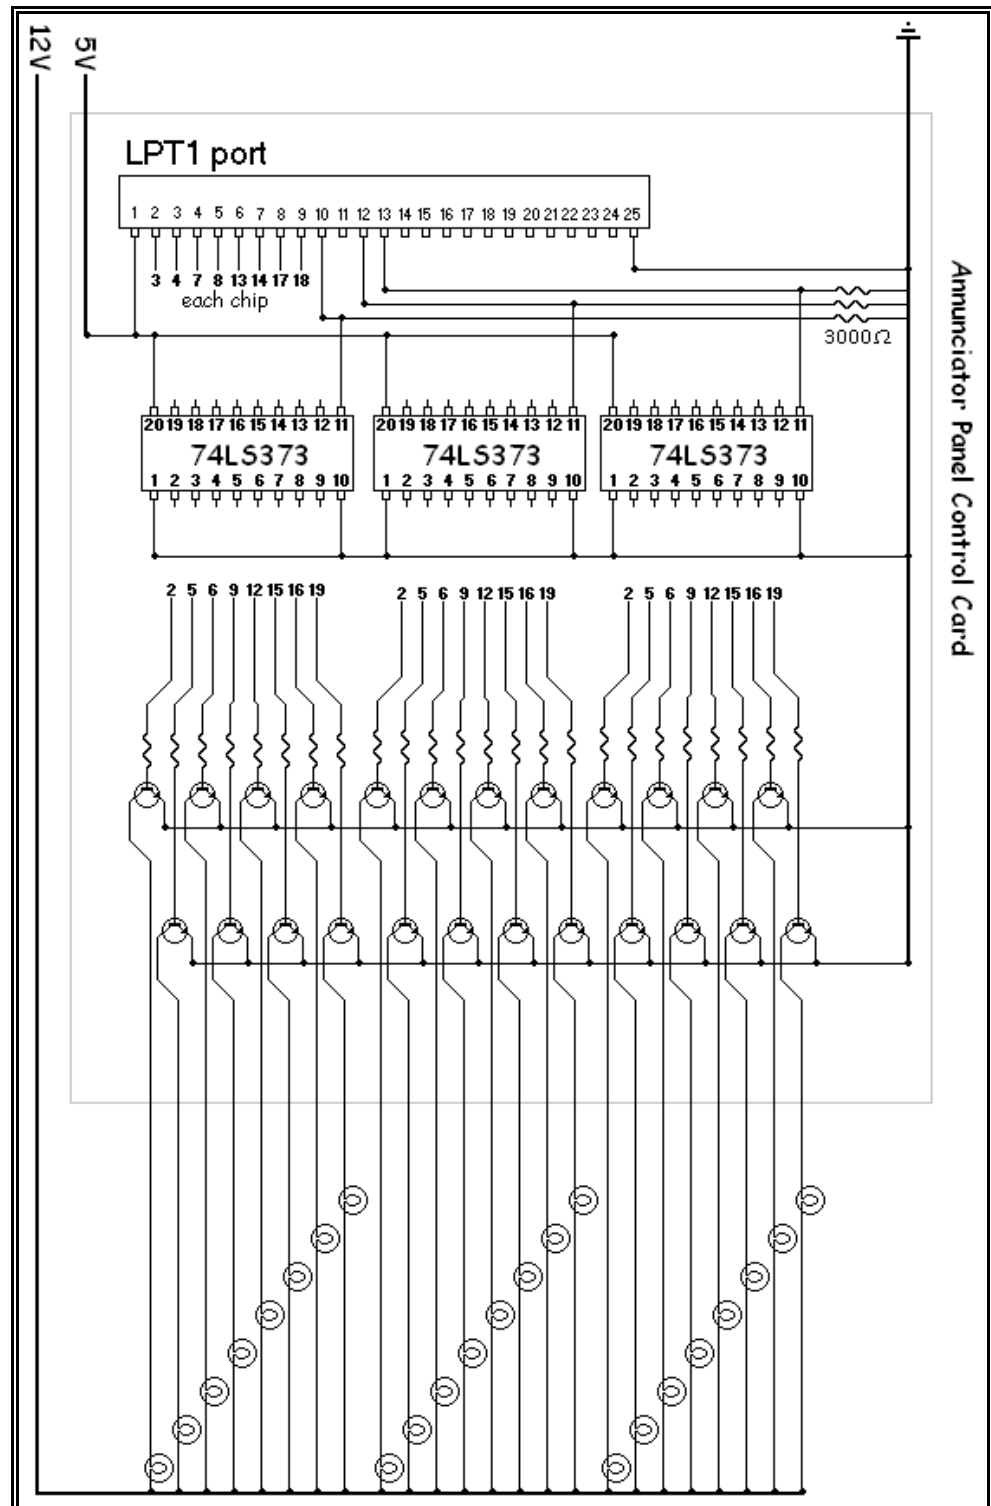 12V
5V
LPT1 port
1 2 3 4 5 6 7 8 9 10 11 12 13 14 15 16 17 18 19 20 21 22 23 24 25
3 4 7 8 13 14 17 18
each chip
3000Ω
Annunciator Panel Control Card
20 19 18 17 16 15 14 13 12 11
74LS373
1 2 3 4 5 6 7 8 9 10
20 19 18 17 16 15 14 13 12 11
74LS373
1 2 3 4 5 6 7 8 9 10
20 19 18 17 16 15 14 13 12 11
74LS373
1 2 3 4 5 6 7 8 9 10
2 5 6 9 12 15 16 19
2 5 6 9 12 15 16 19
2 5 6 9 12 15 16 19